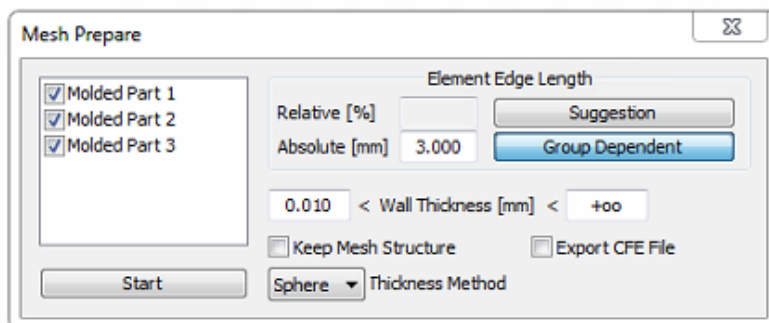 Mesh Prepare
Molded Part 1
Molded Part 2
Molded Part 3
Element Edge Length
Relative [%]
Suggestion
Absolute [mm] 3.000
Group Dependent
0.010 < Wall Thickness [mm] < +oo
Keep Mesh Structure
Export CFE File
Start
Sphere Thickness Method